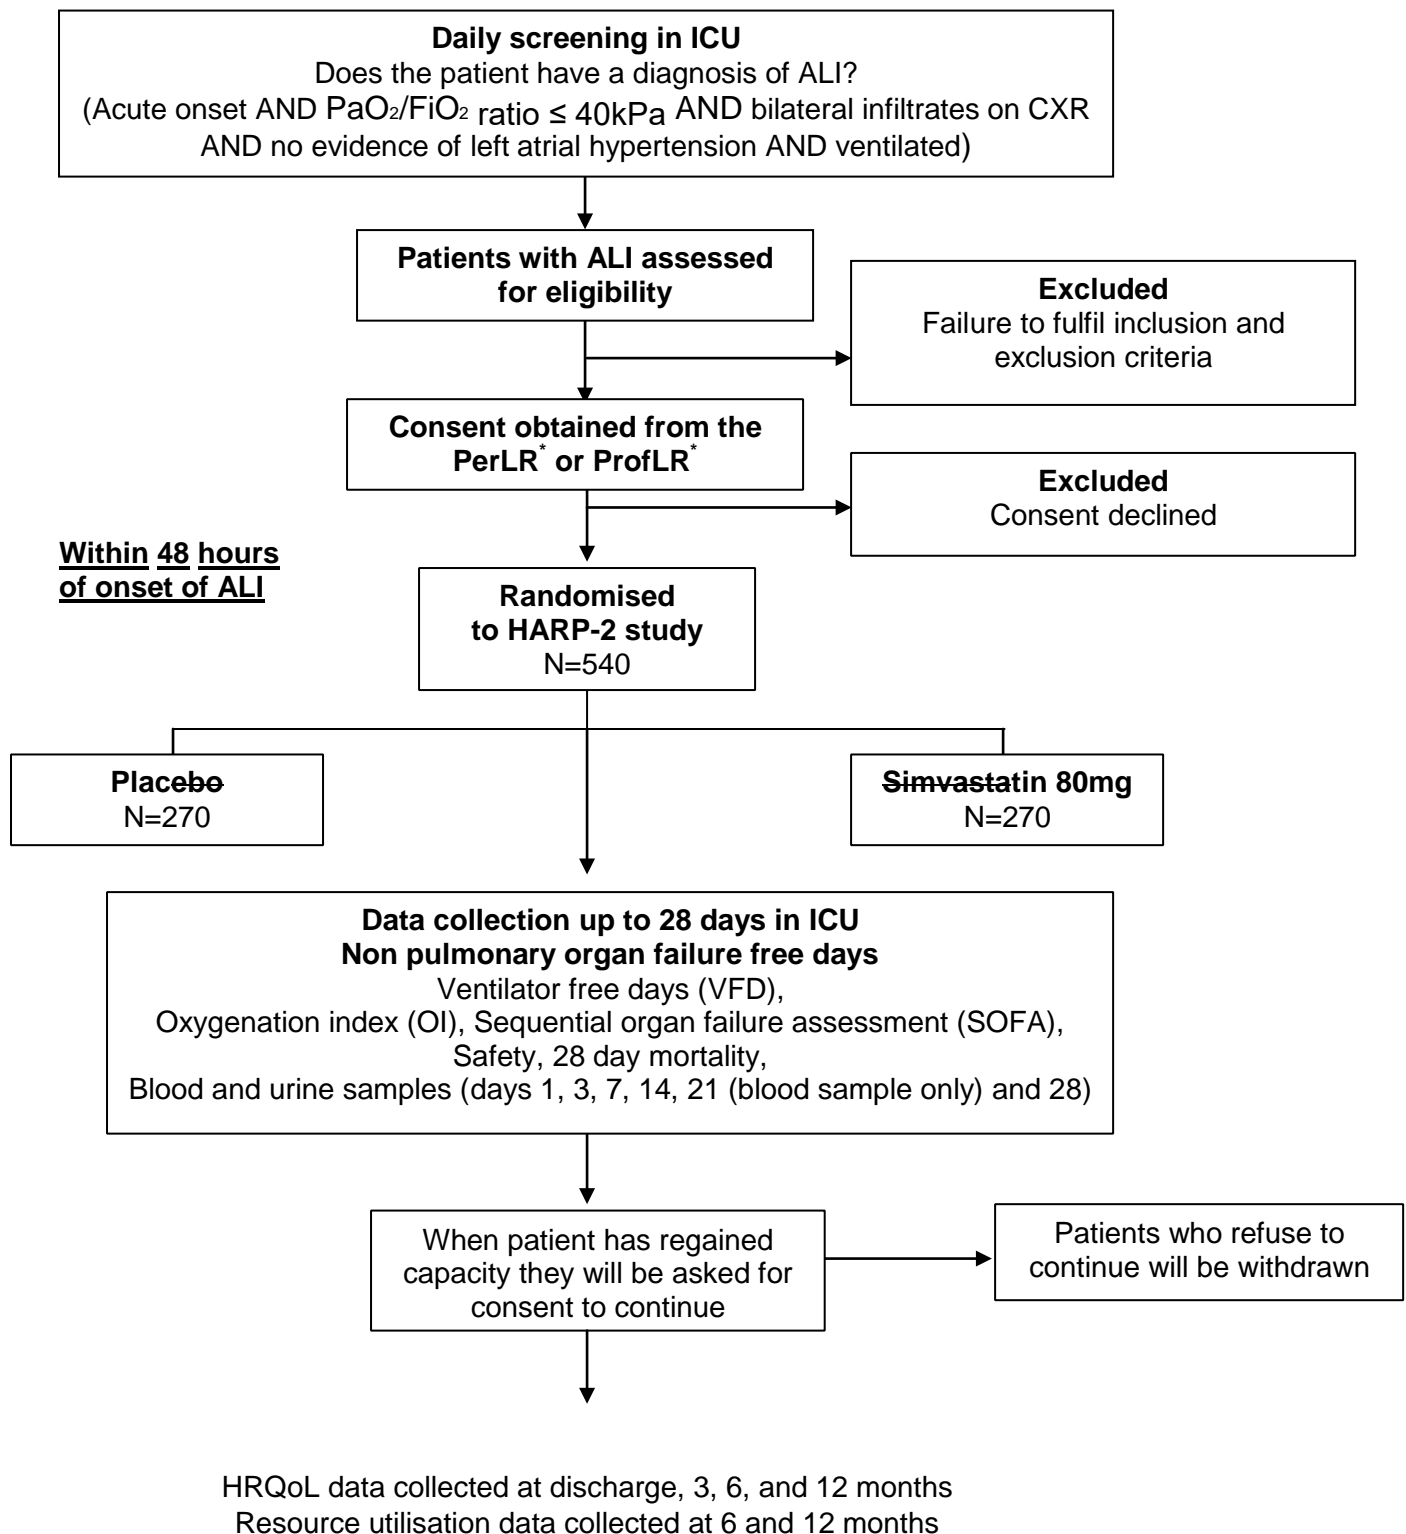 Daily screening in ICU
Does the patient have a diagnosis of ALI?
(Acute onset AND PaO₂/FiO₂ ratio ≤ 40kPa AND bilateral infiltrates on CXR
AND no evidence of left atrial hypertension AND ventilated)
Patients with ALI assessed
for eligibility
Excluded
Failure to fulfil inclusion and
exclusion criteria
Consent obtained from the
PerLR* or ProfLR*
Excluded
Consent declined
Within 48 hours
of onset of ALI
Randomised
to HARP-2 study
N=540
Placebo
N=270
Simvastatin 80mg
N=270
Data collection up to 28 days in ICU
Non pulmonary organ failure free days
Ventilator free days (VFD),
Oxygenation index (OI), Sequential organ failure assessment (SOFA),
Safety, 28 day mortality,
Blood and urine samples (days 1, 3, 7, 14, 21 (blood sample only) and 28)
When patient has regained
capacity they will be asked for
consent to continue
Patients who refuse to
continue will be withdrawn
HRQoL data collected at discharge, 3, 6, and 12 months
Resource utilisation data collected at 6 and 12 months